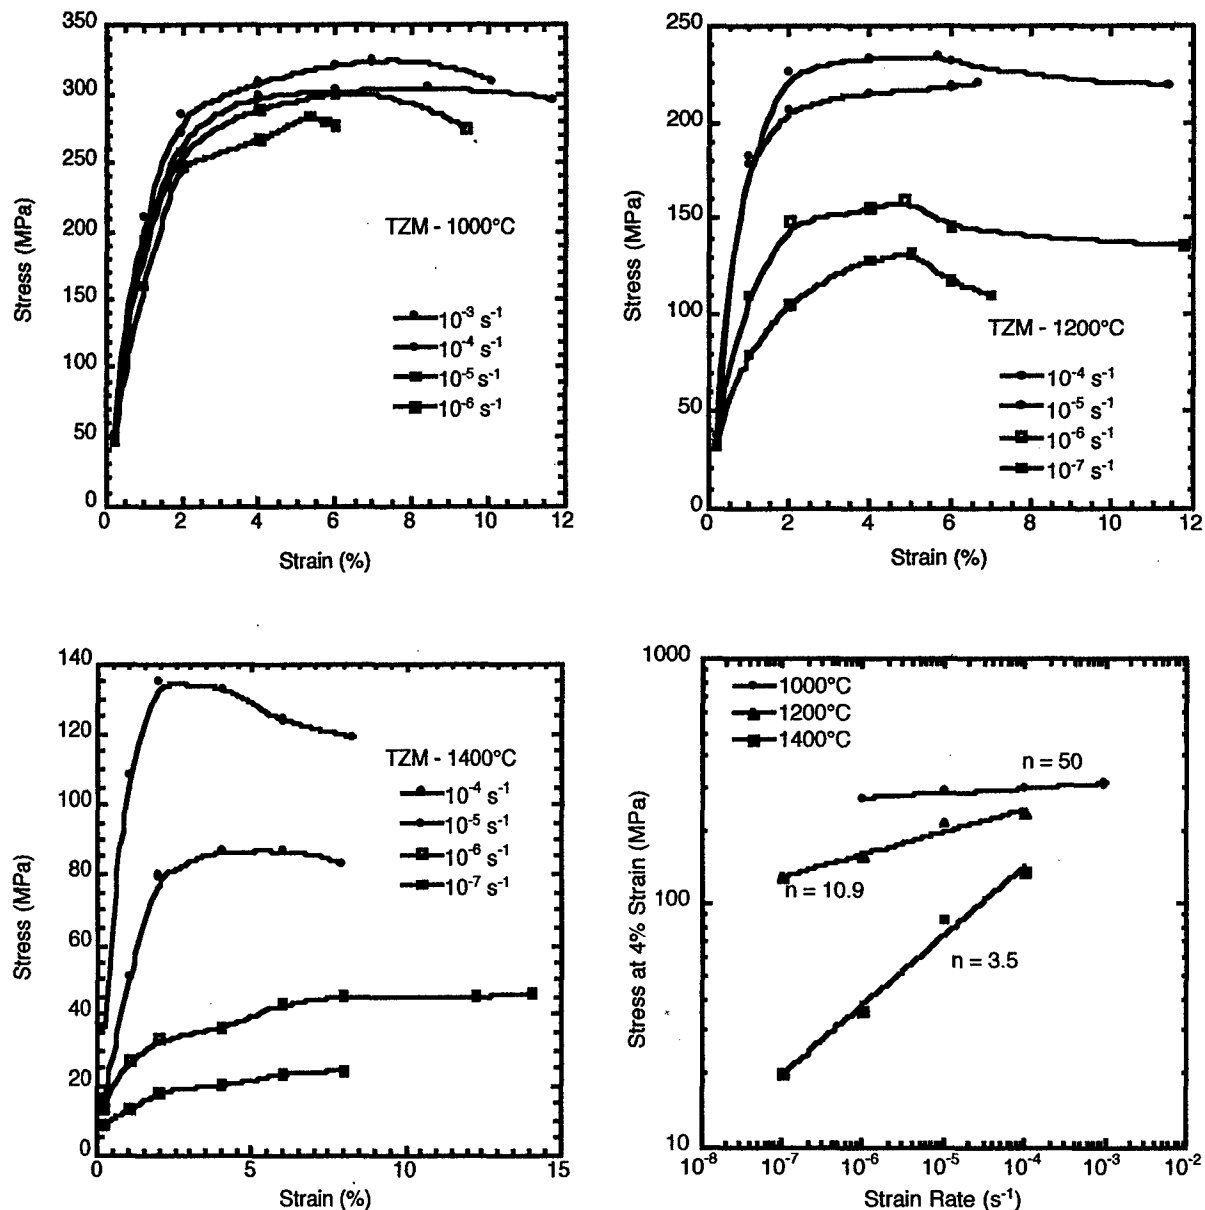 350
300
250
200
150
100
50
0
Stress (MPa)
TZM - 1000°C
10⁻³ s⁻¹
10⁻⁴ s⁻¹
10⁻⁵ s⁻¹
10⁻⁶ s⁻¹
0 2 4 6 8 10 12
Strain (%)
250
200
150
100
50
0
Stress (MPa)
TZM - 1200°C
10⁻⁴ s⁻¹
10⁻⁵ s⁻¹
10⁻⁶ s⁻¹
10⁻⁷ s⁻¹
0 2 4 6 8 10 12
Strain (%)
140
120
100
80
60
40
20
0
Stress (MPa)
TZM - 1400°C
10⁻⁴ s⁻¹
10⁻⁵ s⁻¹
10⁻⁶ s⁻¹
10⁻⁷ s⁻¹
0 5 10 15
Strain (%)
1000
100
10
Stress at 4% Strain (MPa)
1000°C
1200°C
1400°C
n = 50
n = 10.9
n = 3.5
10⁻⁸ 10⁻⁷ 10⁻⁶ 10⁻⁵ 10⁻⁴ 10⁻³ 10⁻²
Strain Rate (s⁻¹)